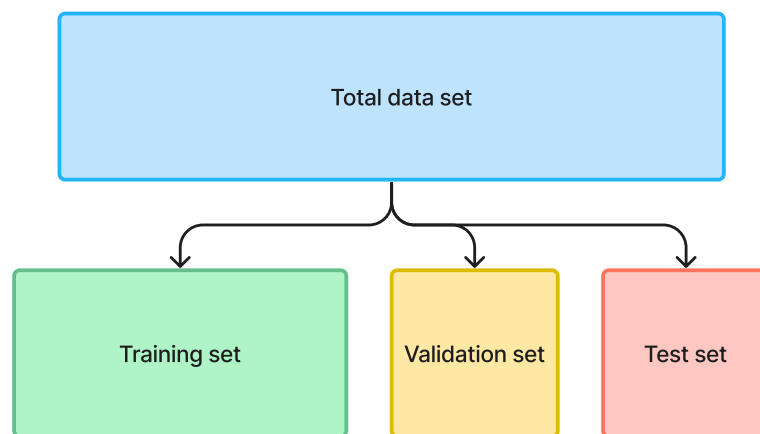 Total data set
Training set
Validation set
Test set